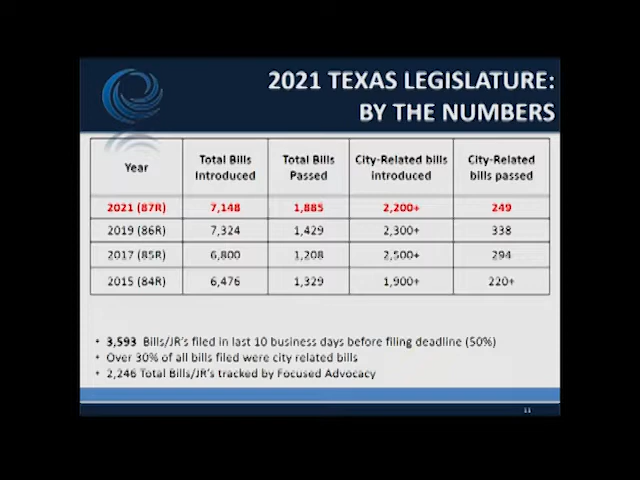 2021 TEXAS LEGISLATURE:
BY THE NUMBERS
Year Total Bills Introduced Total Bills Passed City-Related bills introduced City-Related bills passed
2021 (87R) 7,148 1,885 2,200+ 249
2019 (86R) 7,324 1,429 2,300+ 338
2017 (85R) 6,800 1,208 2,500+ 294
2015 (84R) 6,476 1,329 1,900+ 220+
• 3,593 Bills/JR's filed in last 10 business days before filing deadline (50%)
• Over 30% of all bills filed were city related bills
• 2,246 Total Bills/JR's tracked by Focused Advocacy
11